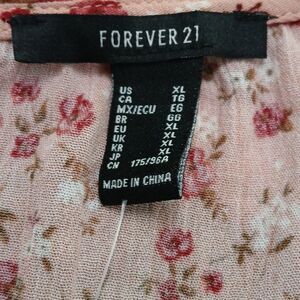 FOREVER 21
US XL
CA TG
MX/ECU EG
BR GG
EU XL
UK XL
KR XL
JP XL
CN 175/96A
MADE IN CHINA